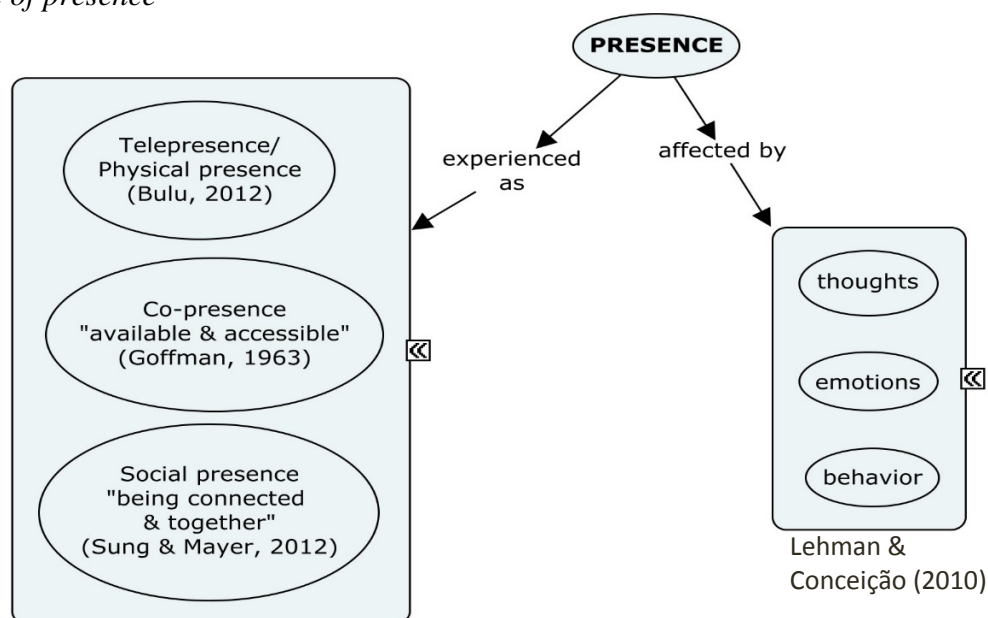 of presence
PRESENCE
experienced
as
affected by
Telepresence/
Physical presence
(Bulu, 2012)
Co-presence
"available & accessible"
(Goffman, 1963)
Social presence
"being connected
& together"
(Sung & Mayer, 2012)
thoughts
emotions
behavior
Lehman &
Conceição (2010)